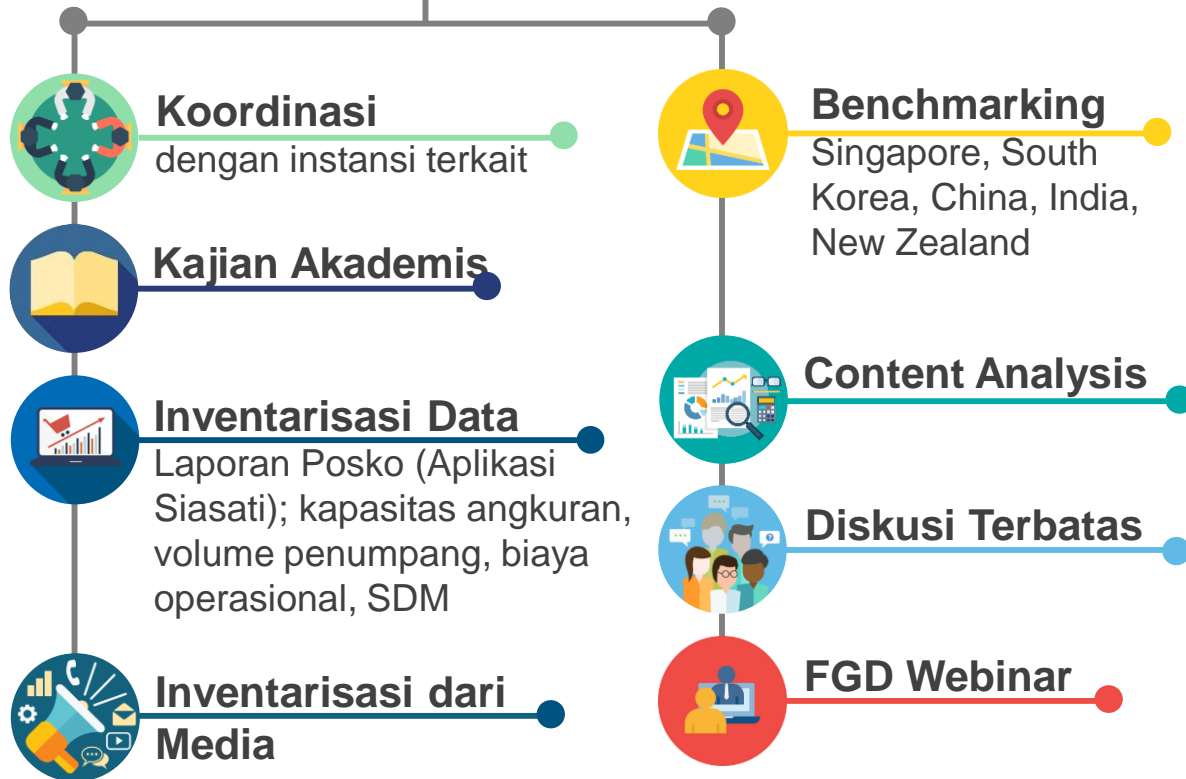 Koordinasi
dengan instansi terkait
Kajian Akademis
Inventarisasi Data
Laporan Posko (Aplikasi
Siasati); kapasitas angkuran,
volume penumpang, biaya
operasional, SDM
Inventarisasi dari
Media
Benchmarking
Singapore, South
Korea, China, India,
New Zealand
Content Analysis
Diskusi Terbatas
FGD Webinar